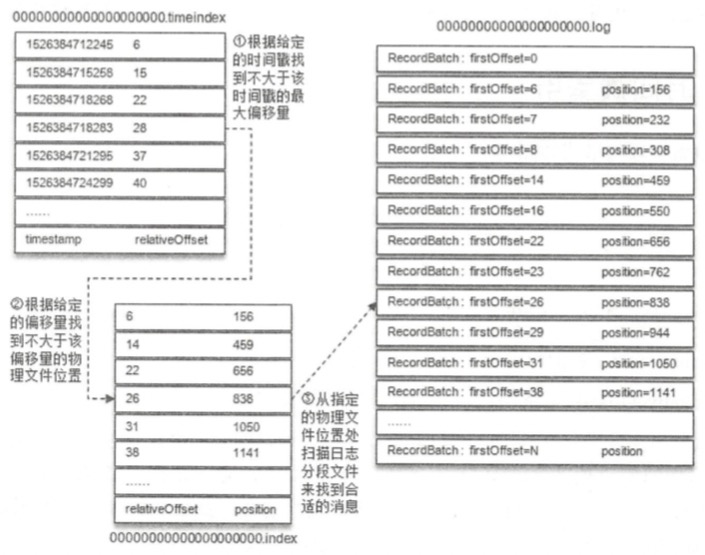 00000000000000000000.timeindex
1526384712245 6
1526384715258 15
1526384718268 22
1526384718283 28
1526384721295 37
1526384724299 40
......
timestamp relativeOffset
①根据给定
的时间戳找
到不大于该
时间戳的最
大偏移量
②根据给定
的偏移量找
到不大于该
偏移量的物
理文件位置
6 156
14 459
22 656
26 838
31 1050
38 1141
......
relativeOffset position
00000000000000000000.index
③从指定
的物理文
件位置处
扫描日志
分段文件
来找到合
适的消息
00000000000000000000.log
RecordBatch: firstOffset=0
RecordBatch: firstOffset=6 position=156
RecordBatch: firstOffset=7 position=232
RecordBatch: firstOffset=8 position=308
RecordBatch: firstOffset=14 position=459
RecordBatch: firstOffset=16 position=550
RecordBatch: firstOffset=22 position=656
RecordBatch: firstOffset=23 position=762
RecordBatch: firstOffset=26 position=838
RecordBatch: firstOffset=29 position=944
RecordBatch: firstOffset=31 position=1050
RecordBatch: firstOffset=38 position=1141
......
RecordBatch: firstOffset=N position